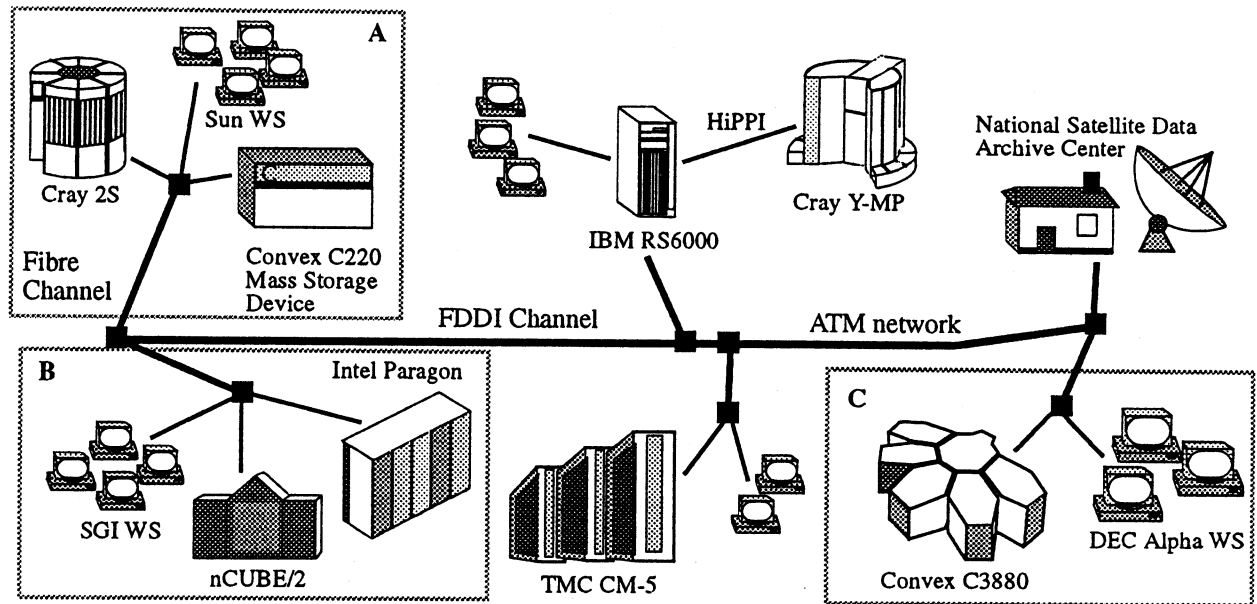 A
Sun WS
Cray 2S
Convex C220
Mass Storage
Device
Fibre
Channel
HiPPI
IBM RS6000
Cray Y-MP
National Satellite Data
Archive Center
FDDI Channel
ATM network
B
Intel Paragon
SGI WS
nCUBE/2
TMC CM-5
C
Convex C3880
DEC Alpha WS